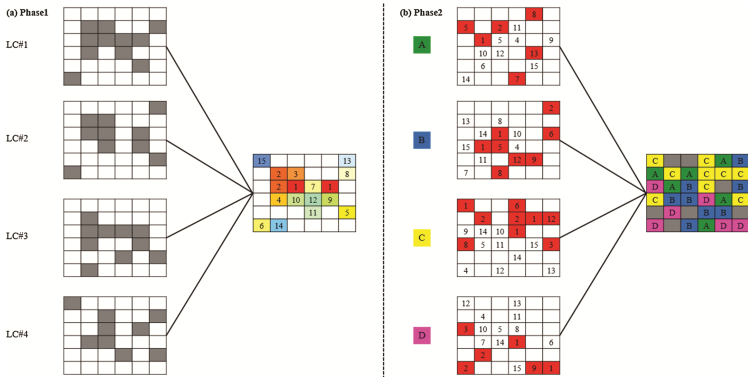 (a) Phase1
LC#1
LC#2
LC#3
LC#4
15 13
2 3 8
2 1 7 1
4 10 12 9
11 5
6 14
(b) Phase2
A
8
5 2 11
1 5 4 9
10 12 13
6 15
14 7
B
2
13 8
14 1 10 6
15 1 5 4
11 12 9
7 8
C
1 6
2 2 1 12
9 14 10 1
8 5 11 15 3
14
4 12 13
D
12 13
4 11
3 10 5 8
7 14 1 6
2
2 15 9 1
C C A B
A C A C C C
D A B C B
C B B D A C
D B B
D B A D D